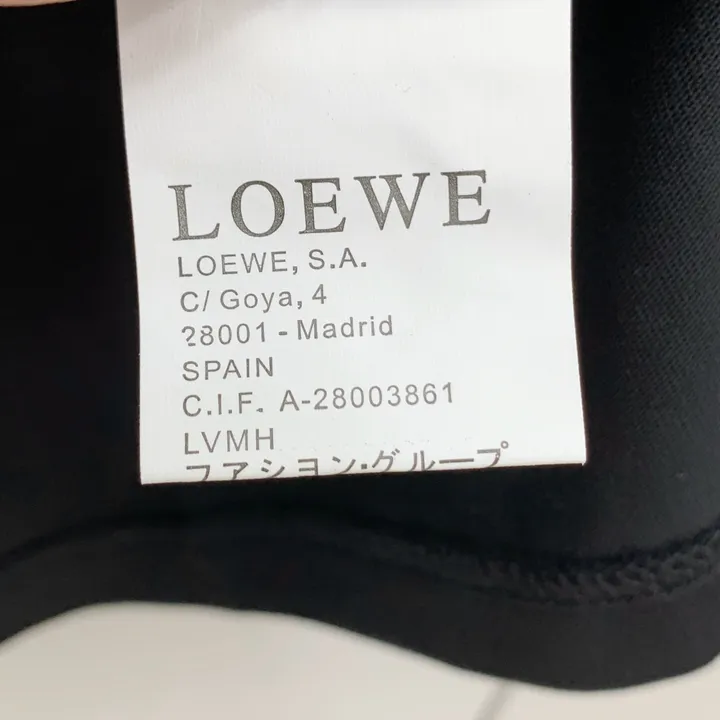 LOEWE
LOEWE, S.A.
C/ Goya, 4
28001 - Madrid
SPAIN
C.I.F. A-28003861
LVMH
ファション・グループ